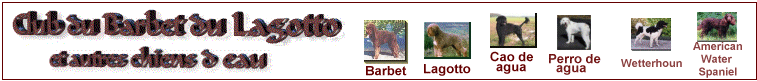 Club du Barbet du Lagotto
et autres chiens d eau
Barbet
Lagotto
Cao de
agua
Perro de
agua
Wetterhoun
American
Water
Spaniel